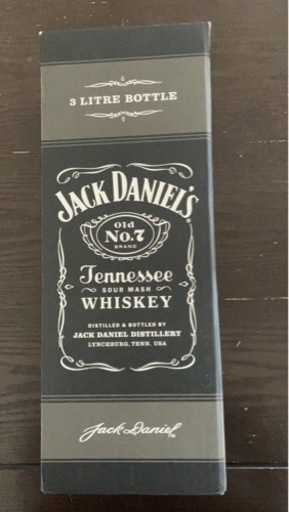 3 LITRE BOTTLE
JACK DANIEL'S
Old
No.7
BRAND
Tennessee
SOUR MASH
WHISKEY
DISTILLED & BOTTLED BY
JACK DANIEL DISTILLERY
LYNCHBURG, TENN. USA
Jack Daniel